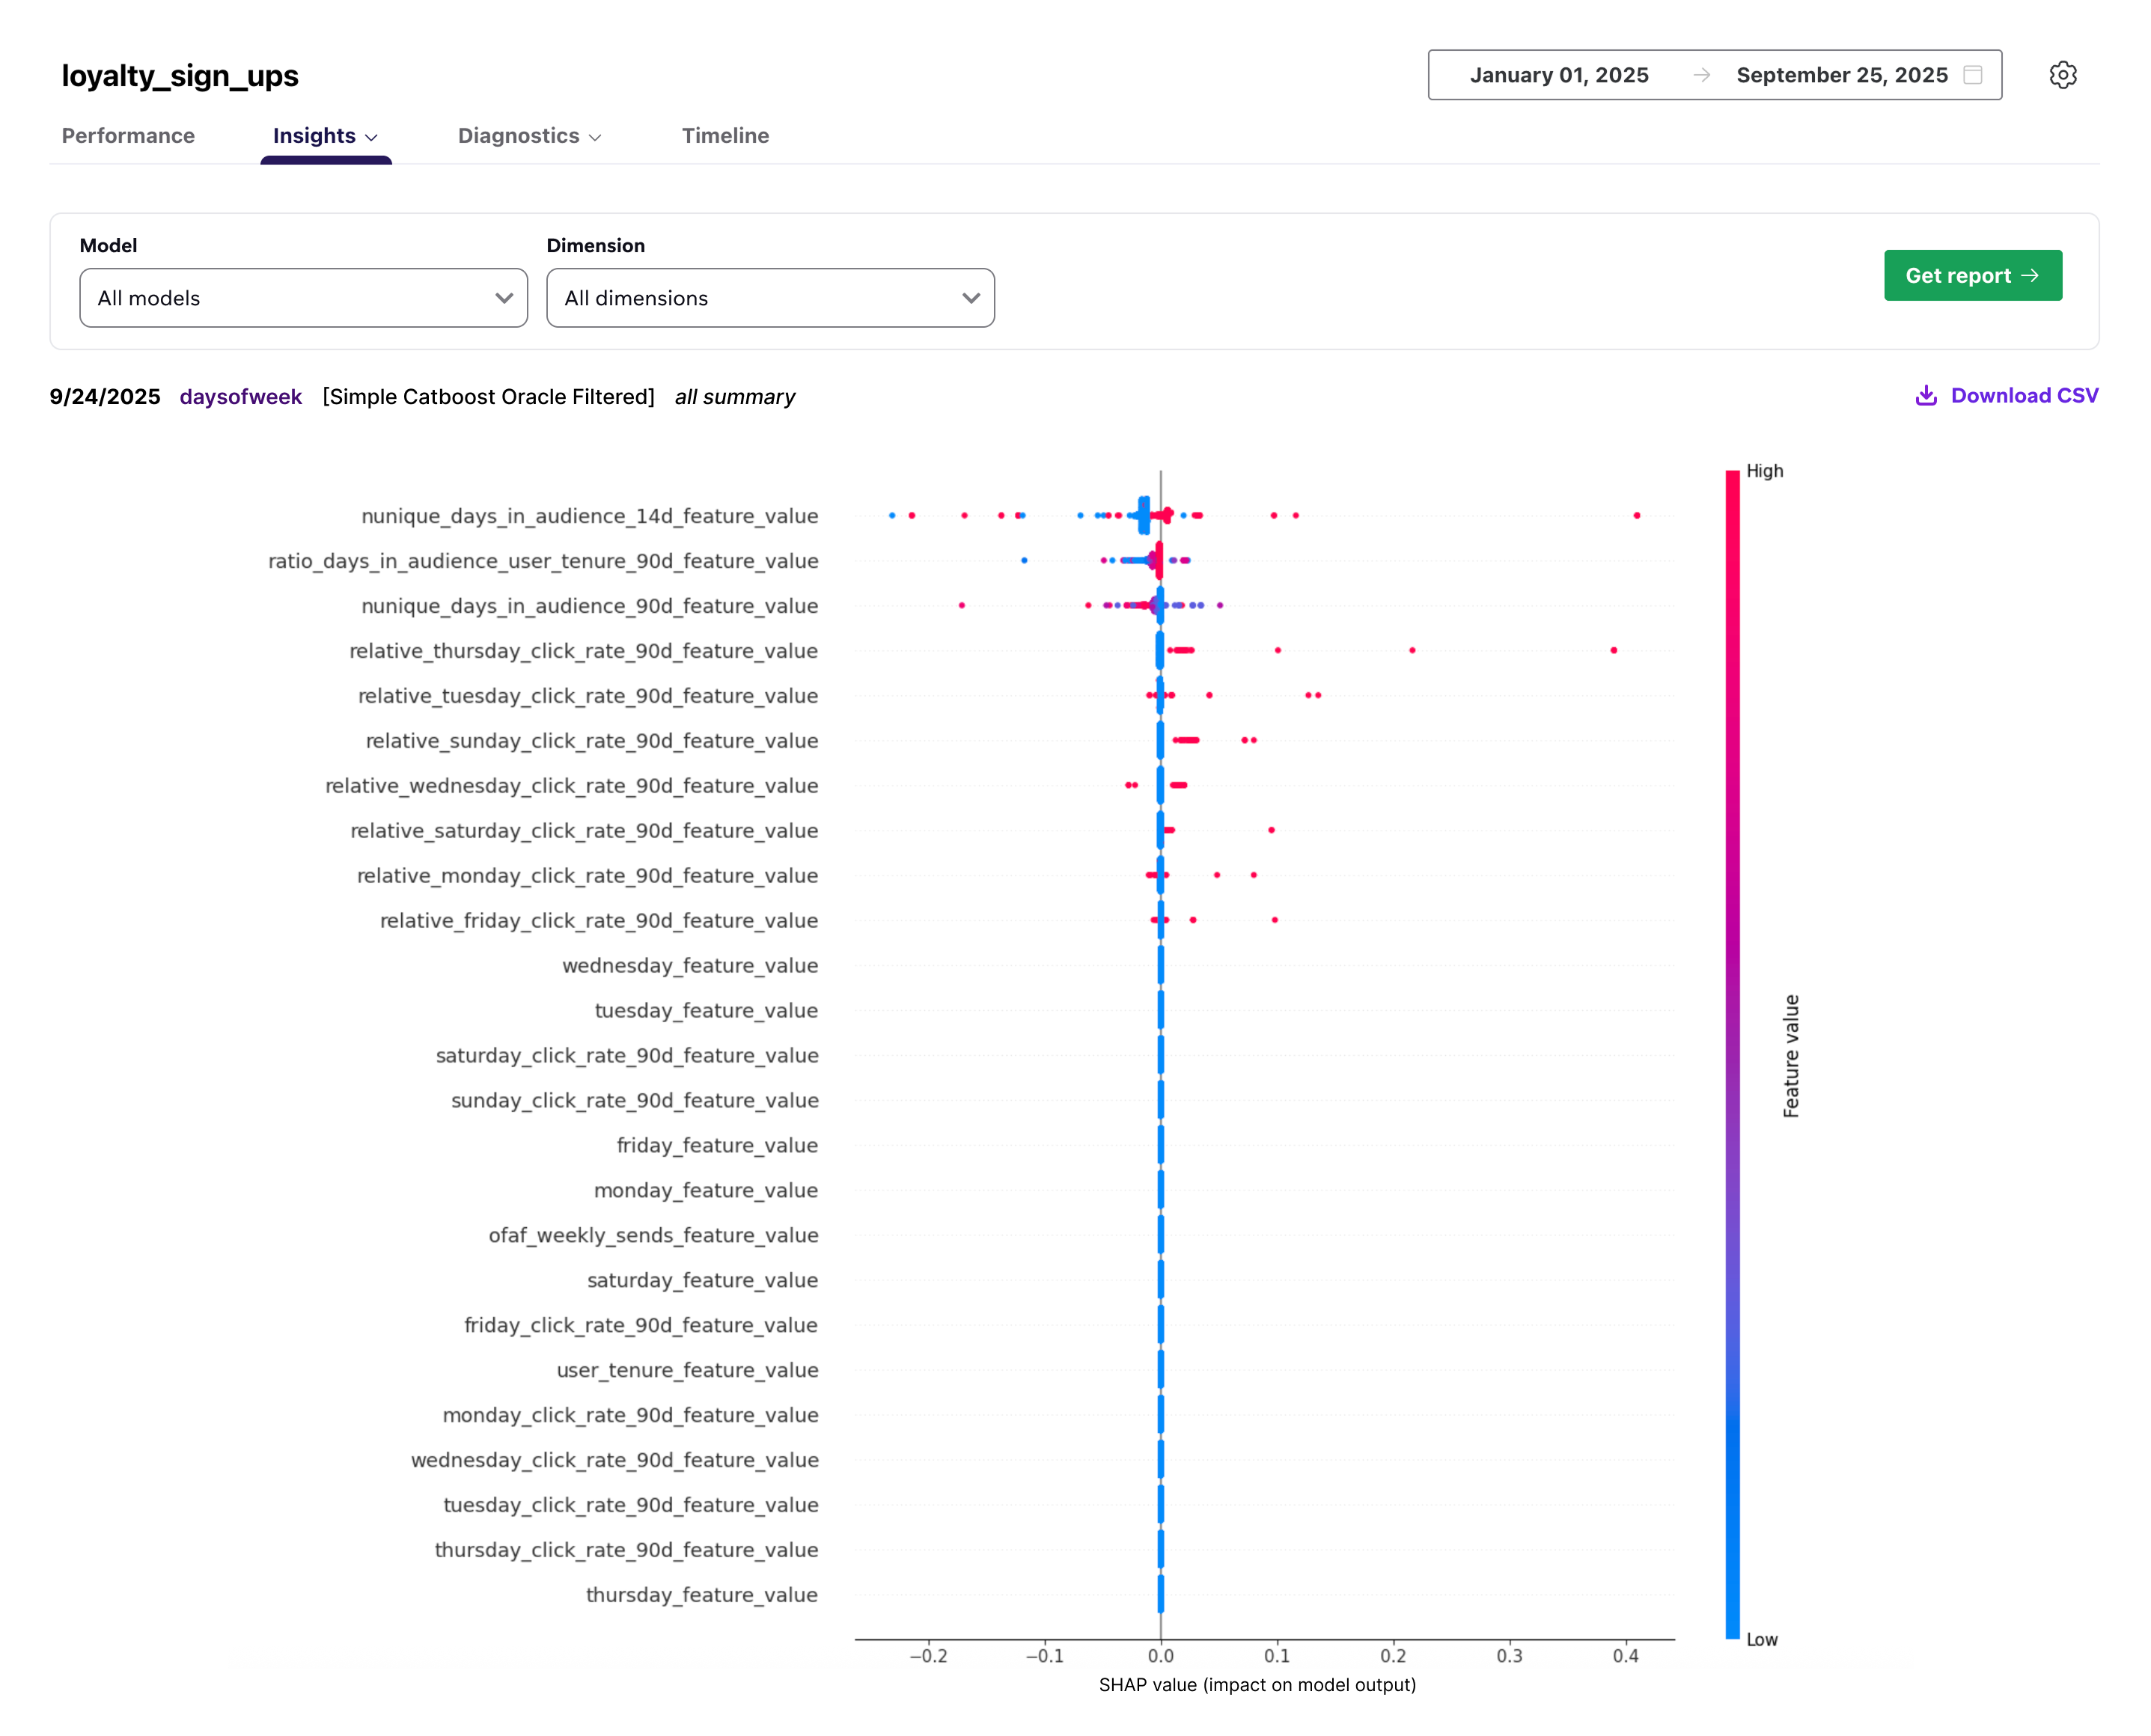 loyalty_sign_ups
January 01, 2025 → September 25, 2025
Performance Insights Diagnostics Timeline
Model Dimension
All models All dimensions
Get report →
9/24/2025 daysofweek [Simple Catboost Oracle Filtered] all summary
Download CSV
High
nunique_days_in_audience_14d_feature_value
ratio_days_in_audience_user_tenure_90d_feature_value
nunique_days_in_audience_90d_feature_value
relative_thursday_click_rate_90d_feature_value
relative_tuesday_click_rate_90d_feature_value
relative_sunday_click_rate_90d_feature_value
relative_wednesday_click_rate_90d_feature_value
relative_saturday_click_rate_90d_feature_value
relative_monday_click_rate_90d_feature_value
relative_friday_click_rate_90d_feature_value
wednesday_feature_value
tuesday_feature_value
saturday_click_rate_90d_feature_value
sunday_click_rate_90d_feature_value
friday_feature_value
monday_feature_value
ofaf_weekly_sends_feature_value
saturday_feature_value
friday_click_rate_90d_feature_value
user_tenure_feature_value
monday_click_rate_90d_feature_value
wednesday_click_rate_90d_feature_value
tuesday_click_rate_90d_feature_value
thursday_click_rate_90d_feature_value
thursday_feature_value
Feature value
Low
−0.2 −0.1 0.0 0.1 0.2 0.3 0.4
SHAP value (impact on model output)